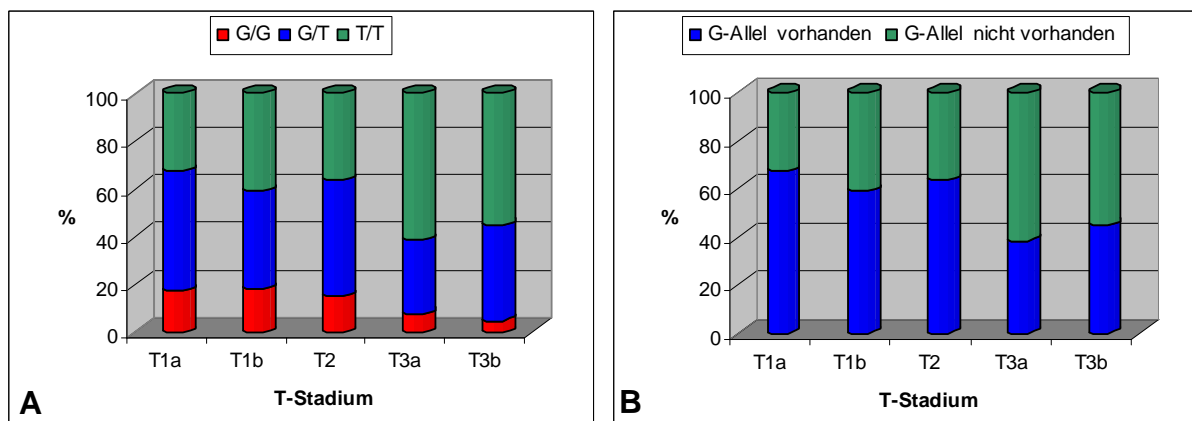 G/G G/T T/T
100
80
60
40
20
0
%
T1a T1b T2 T3a T3b
T-Stadium
A
G-Allel vorhanden G-Allel nicht vorhanden
100
80
60
40
20
0
%
T1a T1b T2 T3a T3b
T-Stadium
B